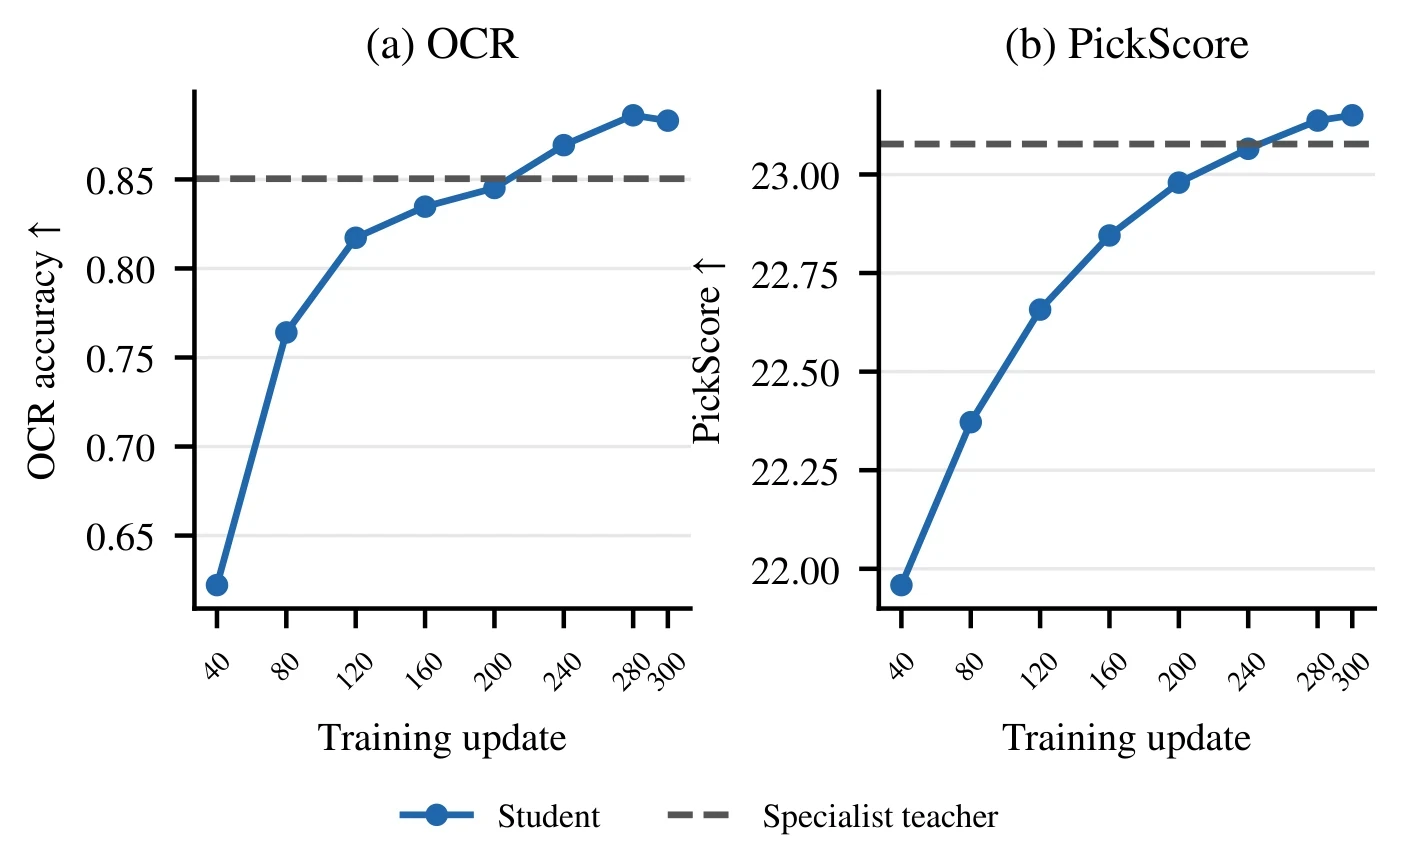 (a) OCR
OCR accuracy ↑
0.85
0.80
0.75
0.70
0.65
40 80 120 160 200 240 280 300
Training update
(b) PickScore
PickScore ↑
23.00
22.75
22.50
22.25
22.00
40 80 120 160 200 240 280 300
Training update
Student
Specialist teacher